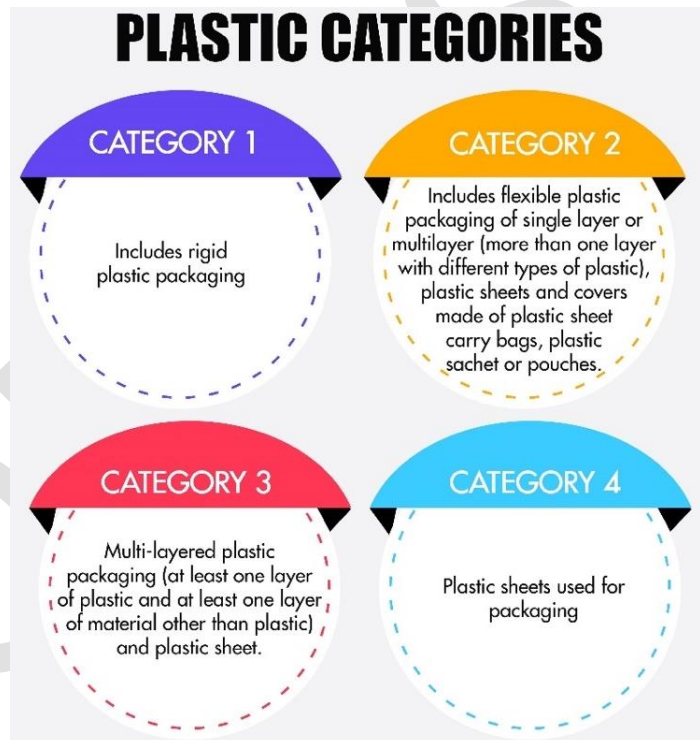 PLASTIC CATEGORIES
CATEGORY 1
Includes rigid
plastic packaging
CATEGORY 2
Includes flexible plastic
packaging of single layer or
multilayer (more than one layer
with different types of plastic),
plastic sheets and covers
made of plastic sheet
carry bags, plastic
sachet or pouches.
CATEGORY 3
Multi-layered plastic
packaging (at least one layer
of plastic and at least one layer
of material other than plastic)
and plastic sheet.
CATEGORY 4
Plastic sheets used for
packaging